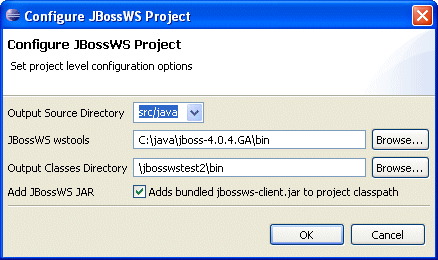 Configure JBossWS Project
Configure JBossWS Project
Set project level configuration options
Output Source Directory src/java
JBossWS wstools C:\java\jboss-4.0.4.GA\bin Browse...
Output Classes Directory \jbosswstest2\bin Browse...
Add JBossWS JAR Adds bundled jbossws-client.jar to project classpath
OK Cancel